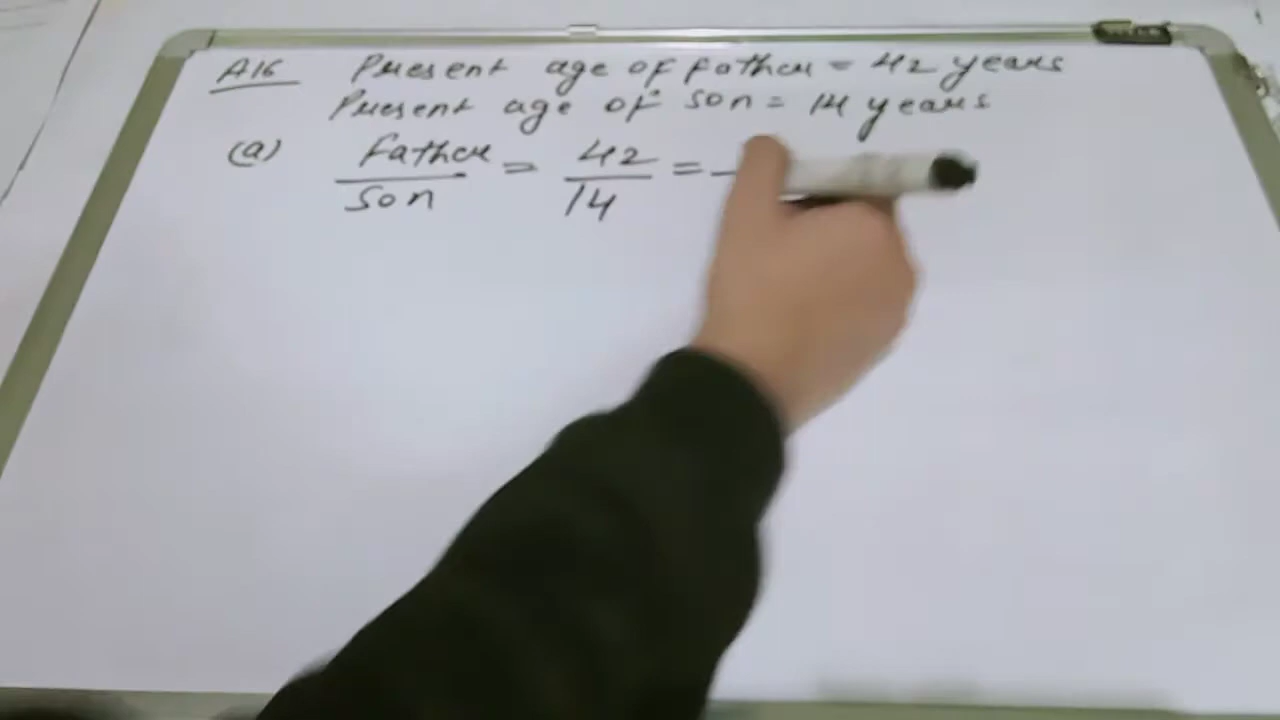 A16 Present age of father = 42 years
Present age of son = 14 years
(a) Father/son = 42/14 =